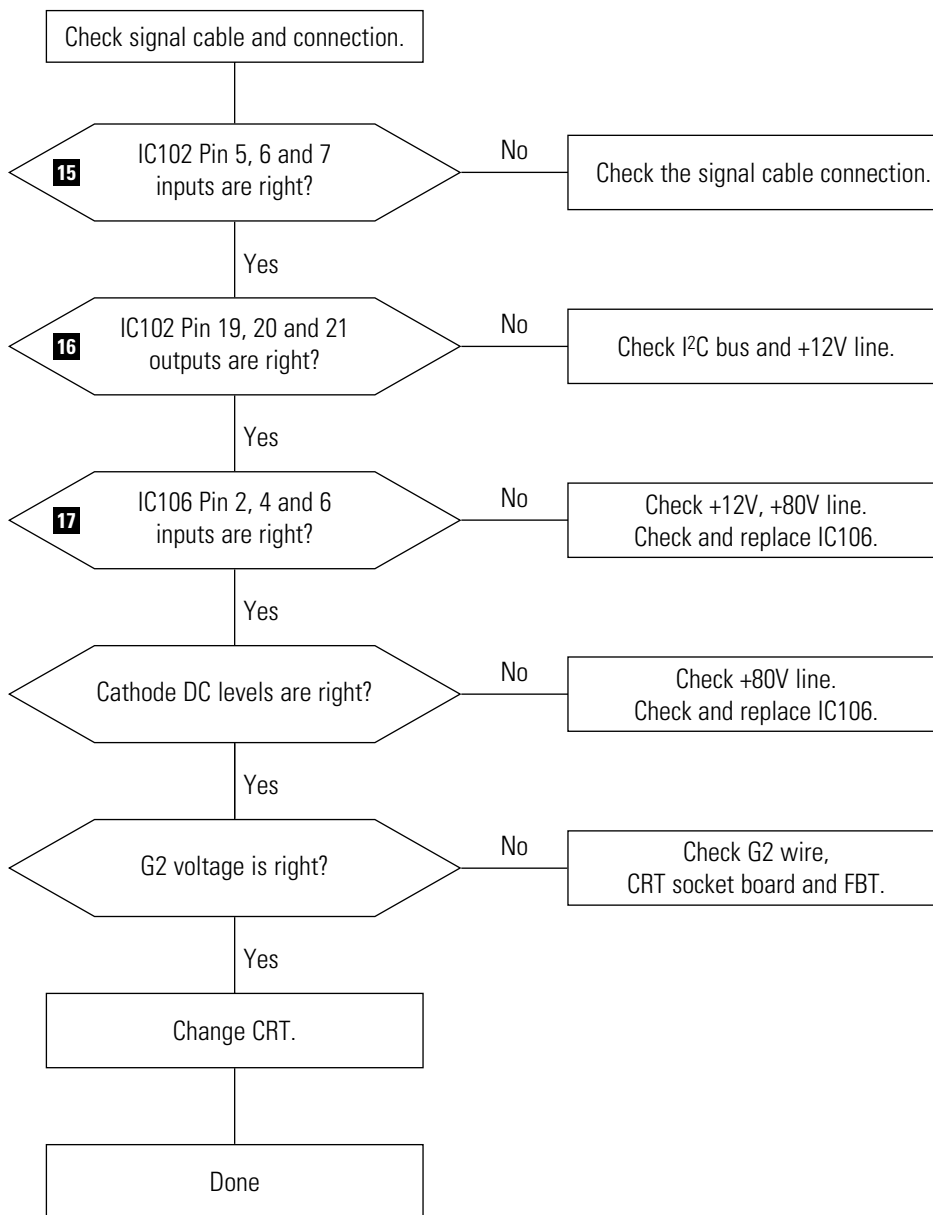 Check signal cable and connection.
15
IC102 Pin 5, 6 and 7
inputs are right?
No
Check the signal cable connection.
Yes
16
IC102 Pin 19, 20 and 21
outputs are right?
No
Check I²C bus and +12V line.
Yes
17
IC106 Pin 2, 4 and 6
inputs are right?
No
Check +12V, +80V line.
Check and replace IC106.
Yes
Cathode DC levels are right?
No
Check +80V line.
Check and replace IC106.
Yes
G2 voltage is right?
No
Check G2 wire,
CRT socket board and FBT.
Yes
Change CRT.
Done